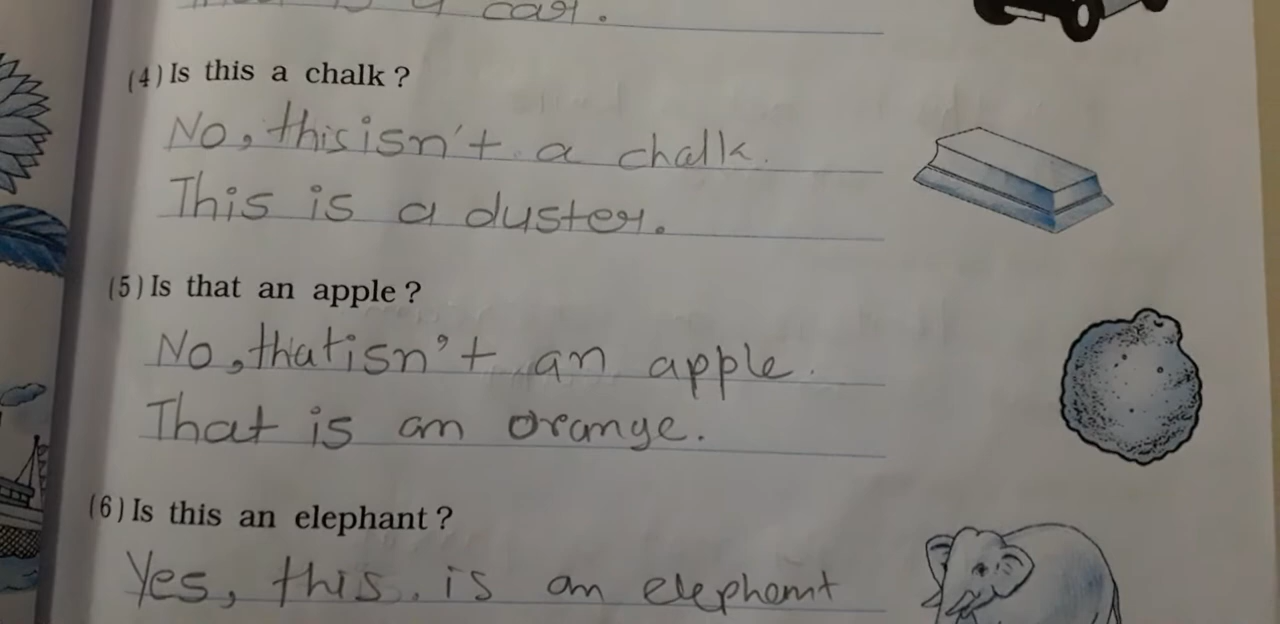 a car.
(4) Is this a chalk ?
No, this isn't a chalk.
This is a duster.
(5) Is that an apple ?
No, that isn't an apple.
That is an orange.
(6) Is this an elephant ?
Yes, this. is an elephant